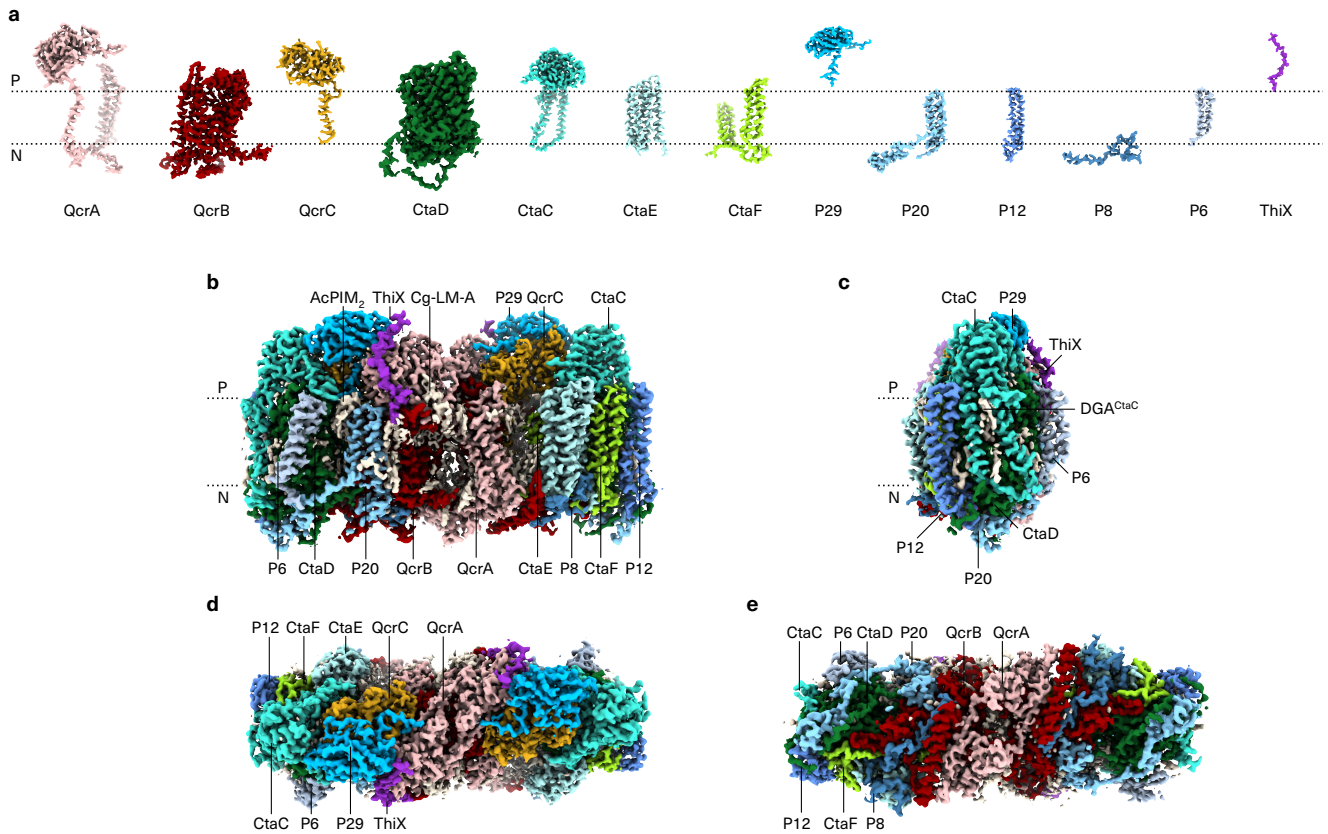 a
P
N
QcrA QcrB QcrC CtaD CtaC CtaE CtaF P29 P20 P12 P8 P6 ThiX
b
AcPIM2 ThiX Cg-LM-A P29 QcrC CtaC
P
N
P6 CtaD P20 QcrB QcrA CtaE P8 CtaF P12
c
CtaC P29
ThiX
P
DGA^CtaC
P6
N
CtaD
P12
P20
d
P12 CtaF CtaE QcrC QcrA
CtaC P6 P29 ThiX
e
CtaC P6 CtaD P20 QcrB QcrA
P12 CtaF P8